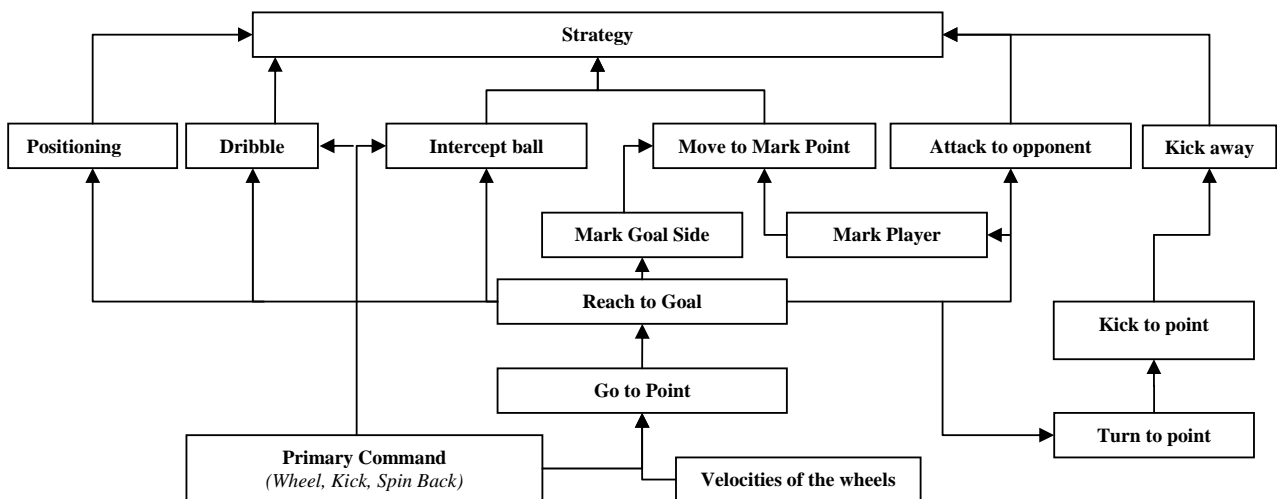 Strategy
Positioning
Dribble
Intercept ball
Move to Mark Point
Attack to opponent
Kick away
Mark Goal Side
Mark Player
Reach to Goal
Kick to point
Go to Point
Turn to point
Primary Command
(Wheel, Kick, Spin Back)
Velocities of the wheels